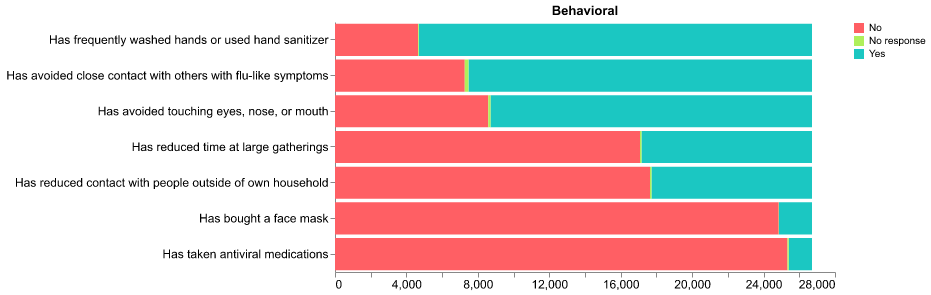 Behavioral
Has frequently washed hands or used hand sanitizer
Has avoided close contact with others with flu-like symptoms
Has avoided touching eyes, nose, or mouth
Has reduced time at large gatherings
Has reduced contact with people outside of own household
Has bought a face mask
Has taken antiviral medications
0 4,000 8,000 12,000 16,000 20,000 24,000 28,000
No
No response
Yes